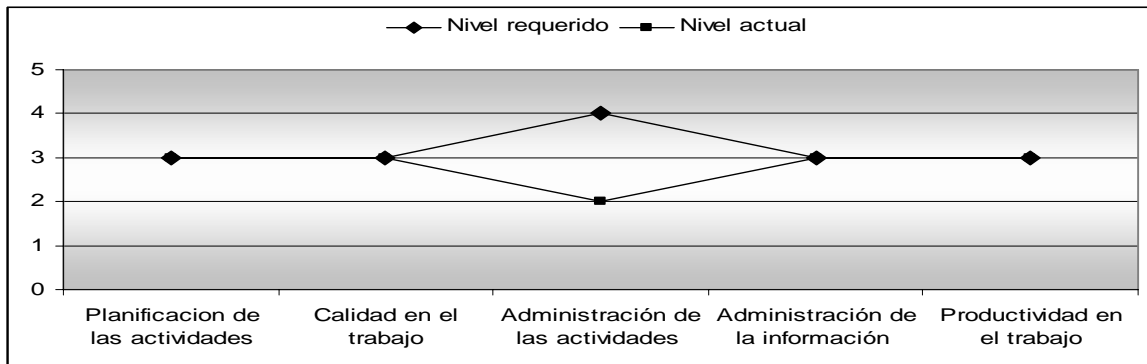 Nivel requerido Nivel actual
5
4
3
2
1
0
Planificacion de
las actividades
Calidad en el
trabajo
Administración de
las actividades
Administración de
la información
Productividad en
el trabajo